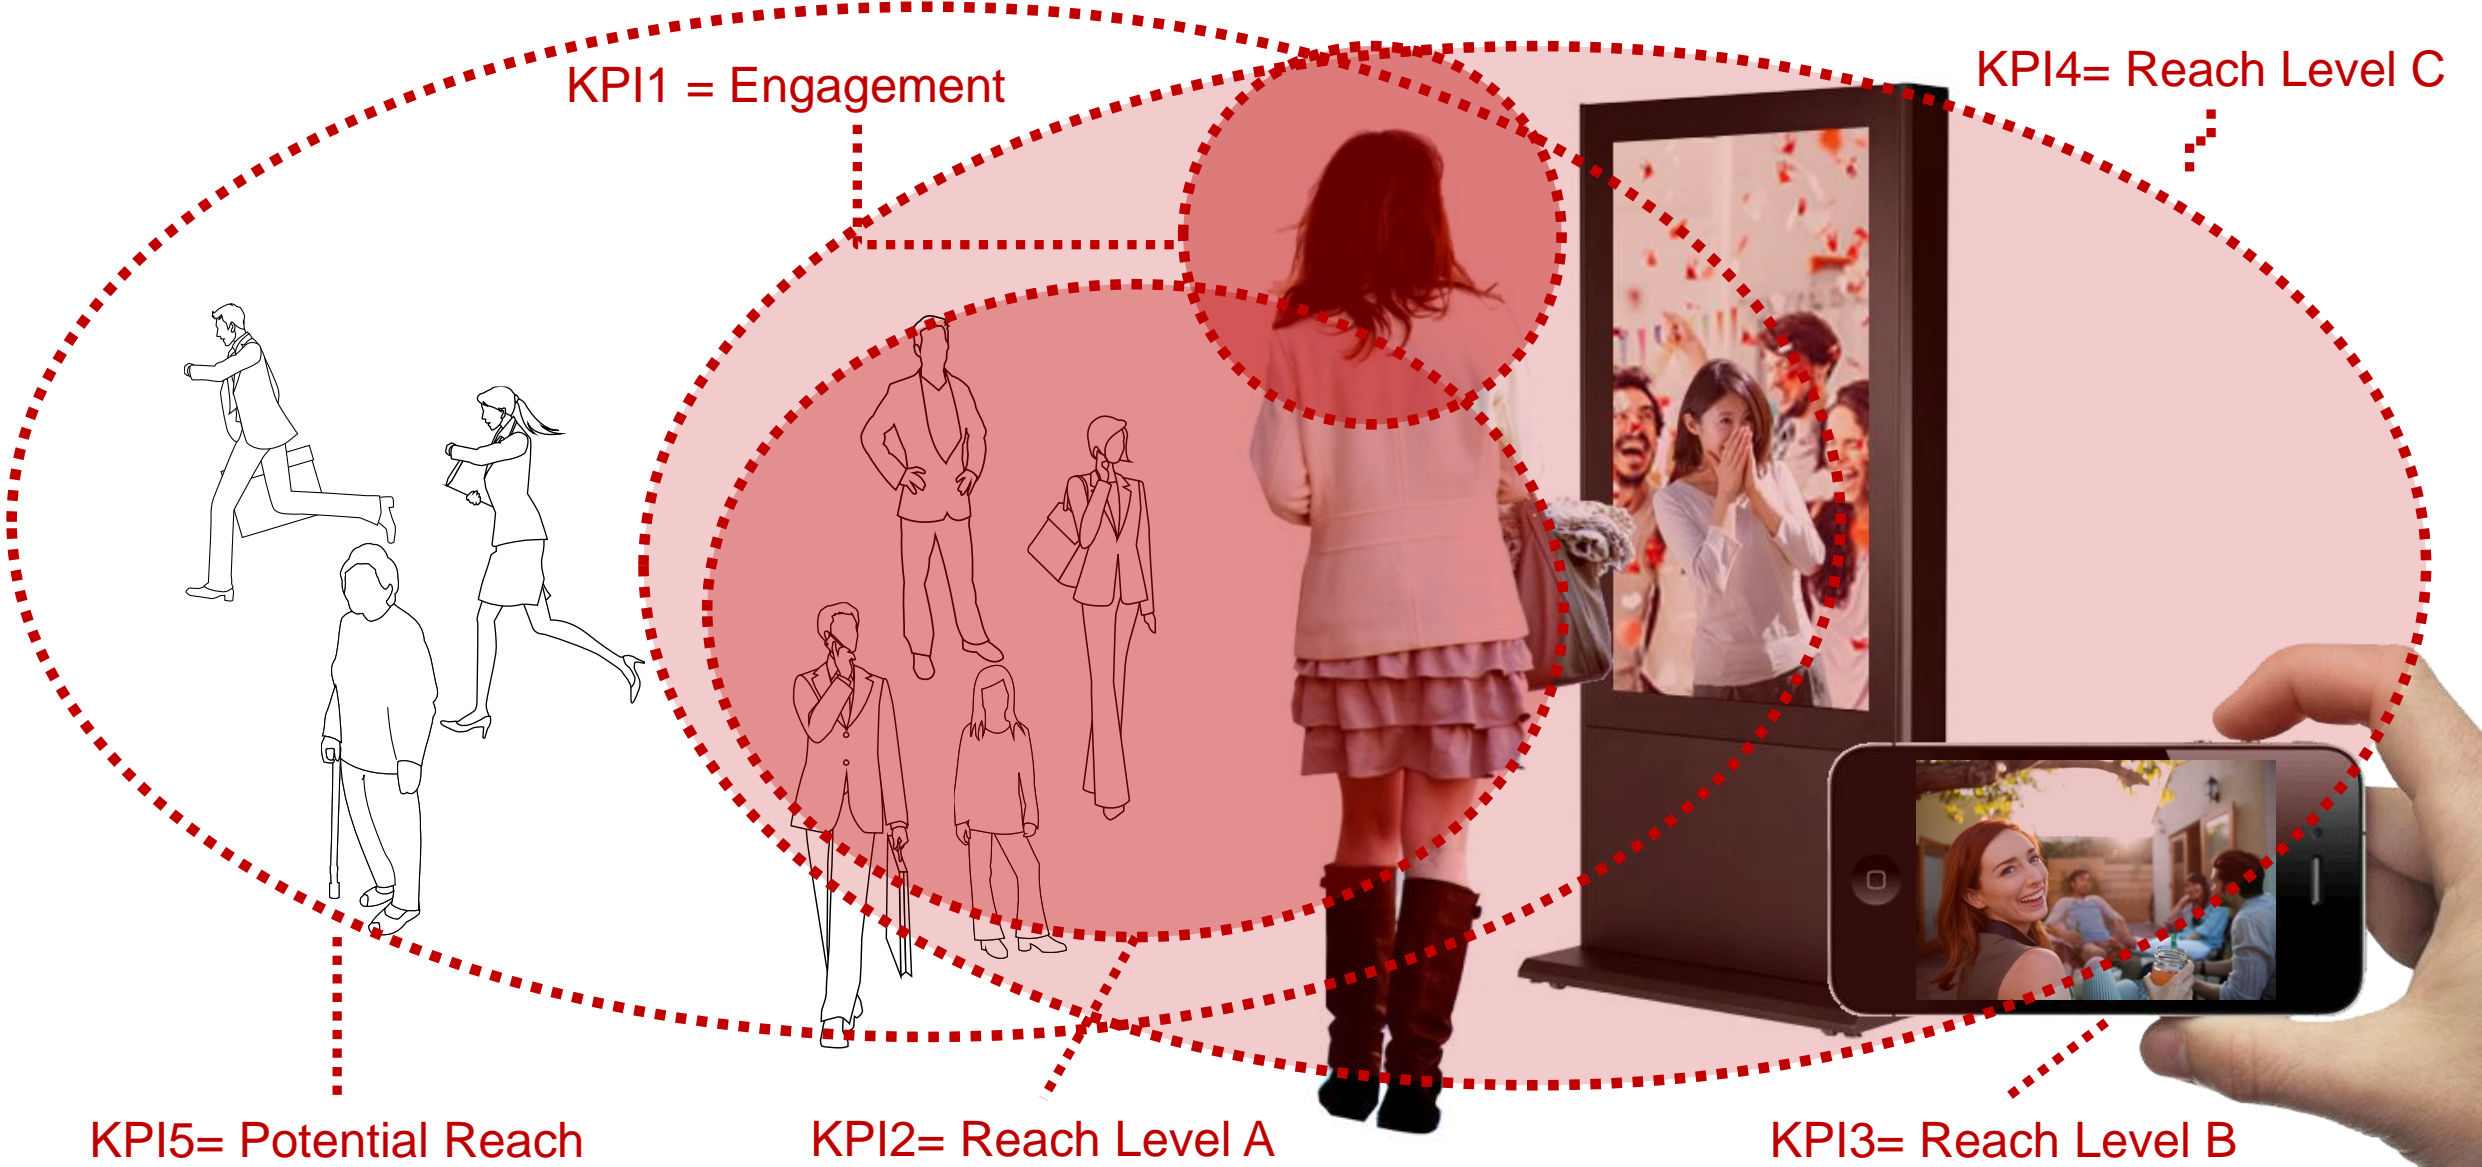 KPI1 = Engagement
KPI4= Reach Level C
KPI5= Potential Reach
KPI2= Reach Level A
KPI3= Reach Level B